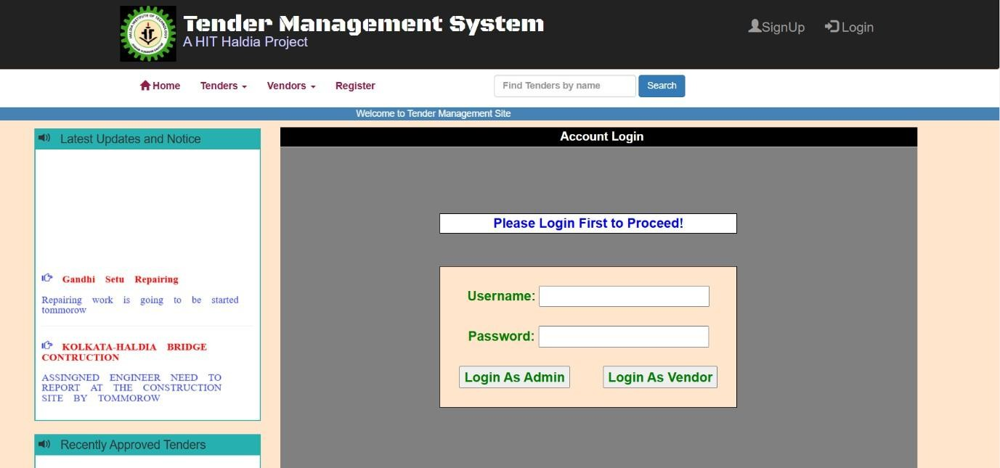 Tender Management System
A HIT Haldia Project
SignUp
Login
Home
Tenders
Vendors
Register
Find Tenders by name
Search
Welcome to Tender Management Site
Latest Updates and Notice
Gandhi Setu Repairing
Repairing work is going to be started
tommorow
KOLKATA-HALDIA BRIDGE
CONTRUCTION
ASSINGNED ENGINEER NEED TO
REPORT AT THE CONSTRUCTION
SITE BY TOMMOROW
Recently Approved Tenders
Account Login
Please Login First to Proceed!
Username:
Password:
Login As Admin
Login As Vendor